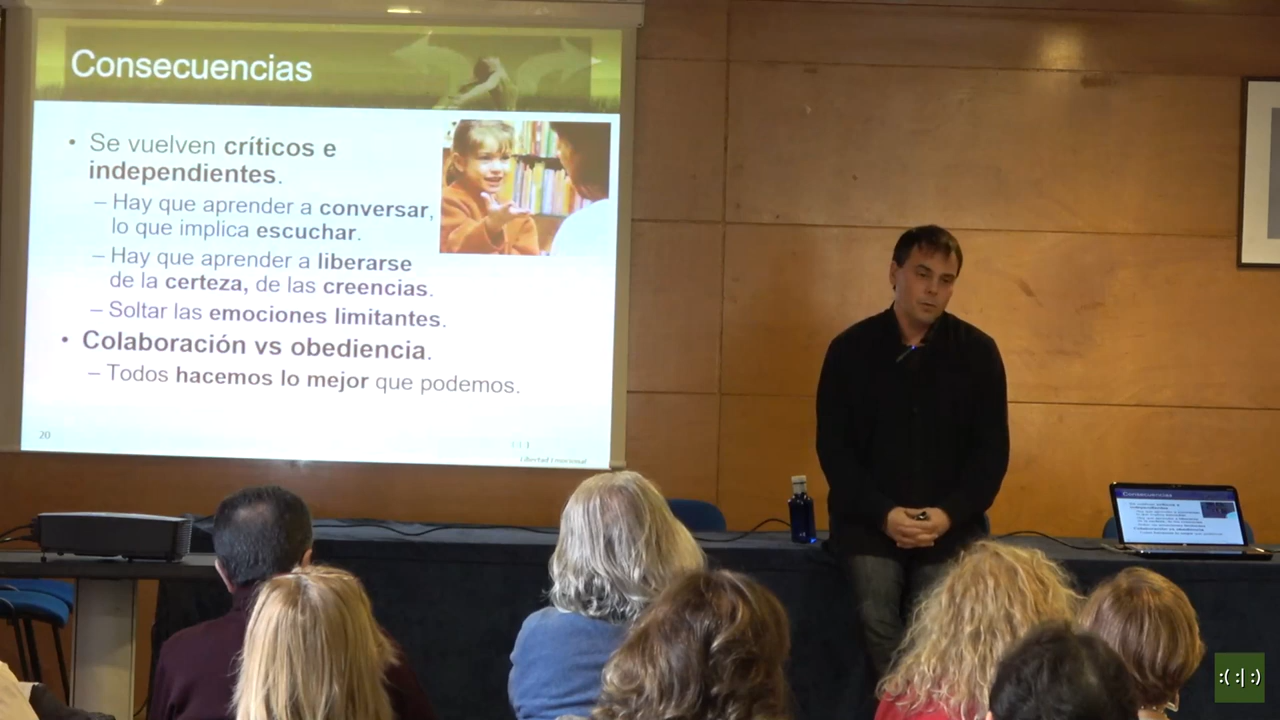 Consecuencias
• Se vuelven críticos e
independientes.
– Hay que aprender a conversar,
lo que implica escuchar.
– Hay que aprender a liberarse
de la certeza, de las creencias.
– Soltar las emociones limitantes.
• Colaboración vs obediencia.
– Todos hacemos lo mejor que podemos.
20
Libertad Emocional
Consecuencias
:( :| :)